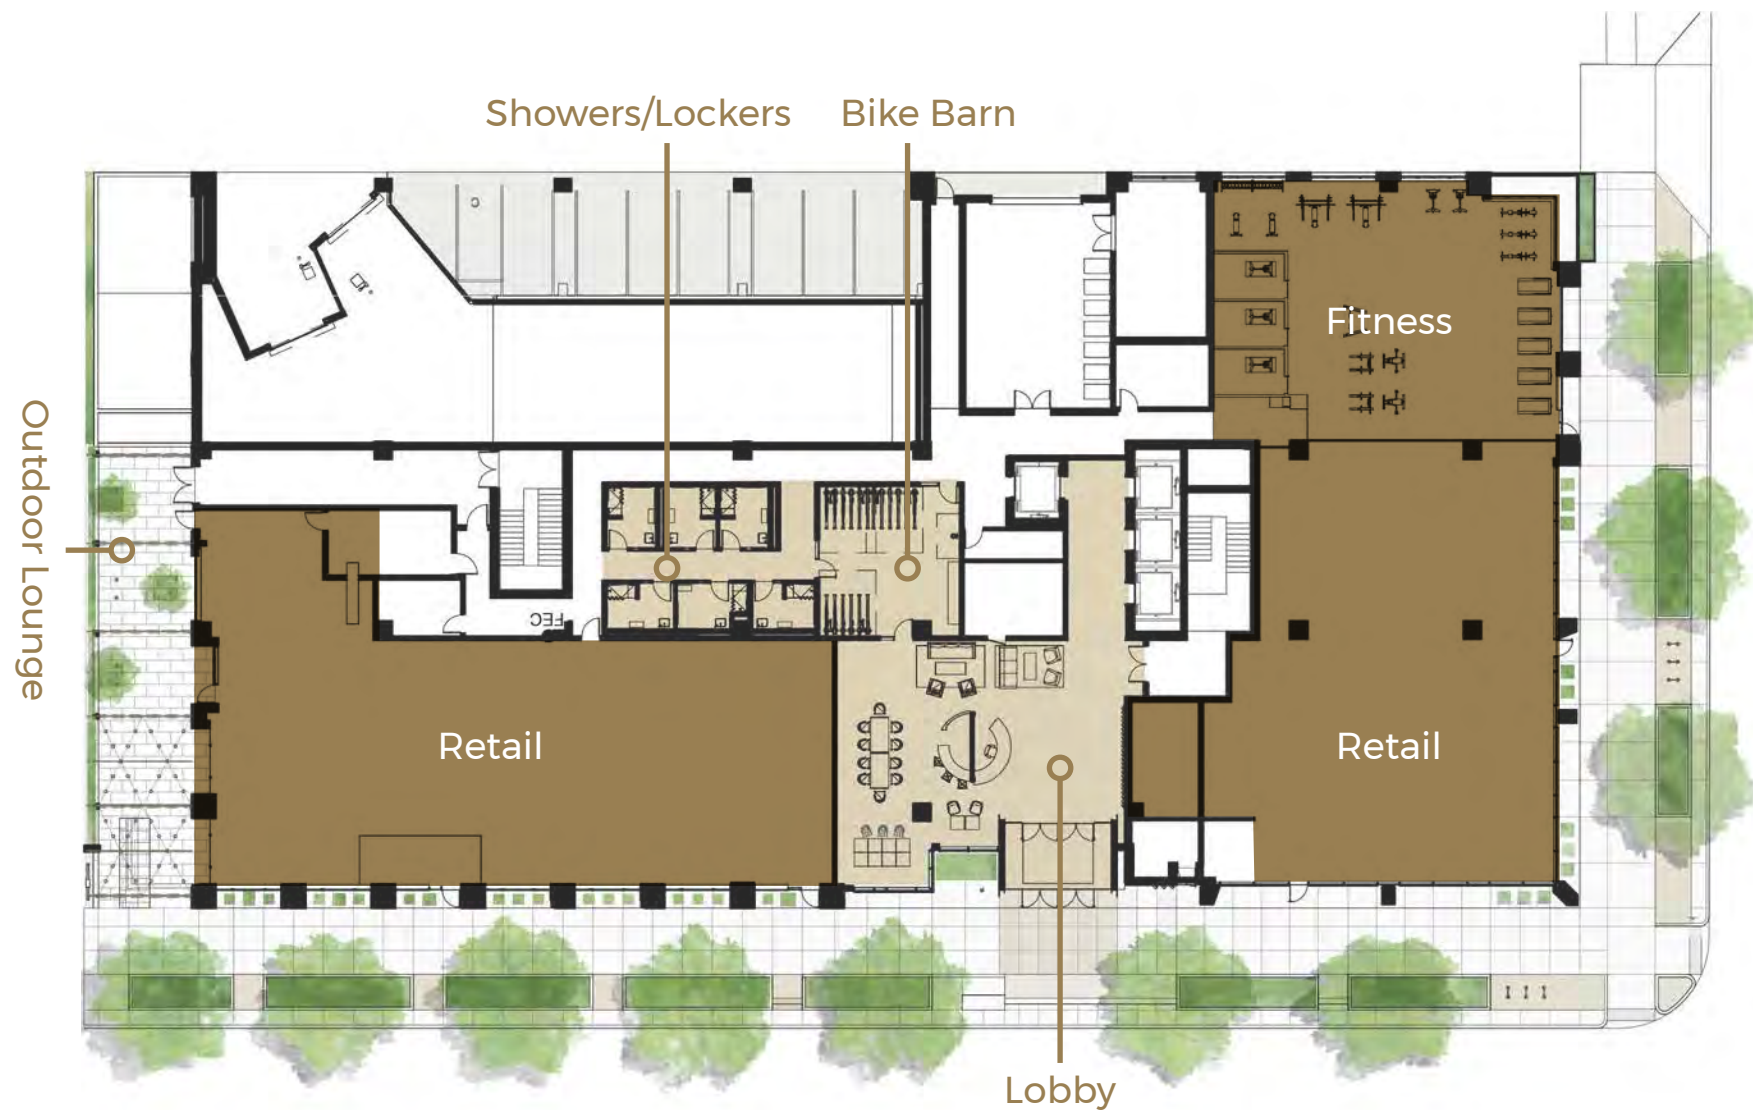 Showers/Lockers
Bike Barn
C
Fitness
Outdoor Lounge
FEC
Retail
Retail
Lobby